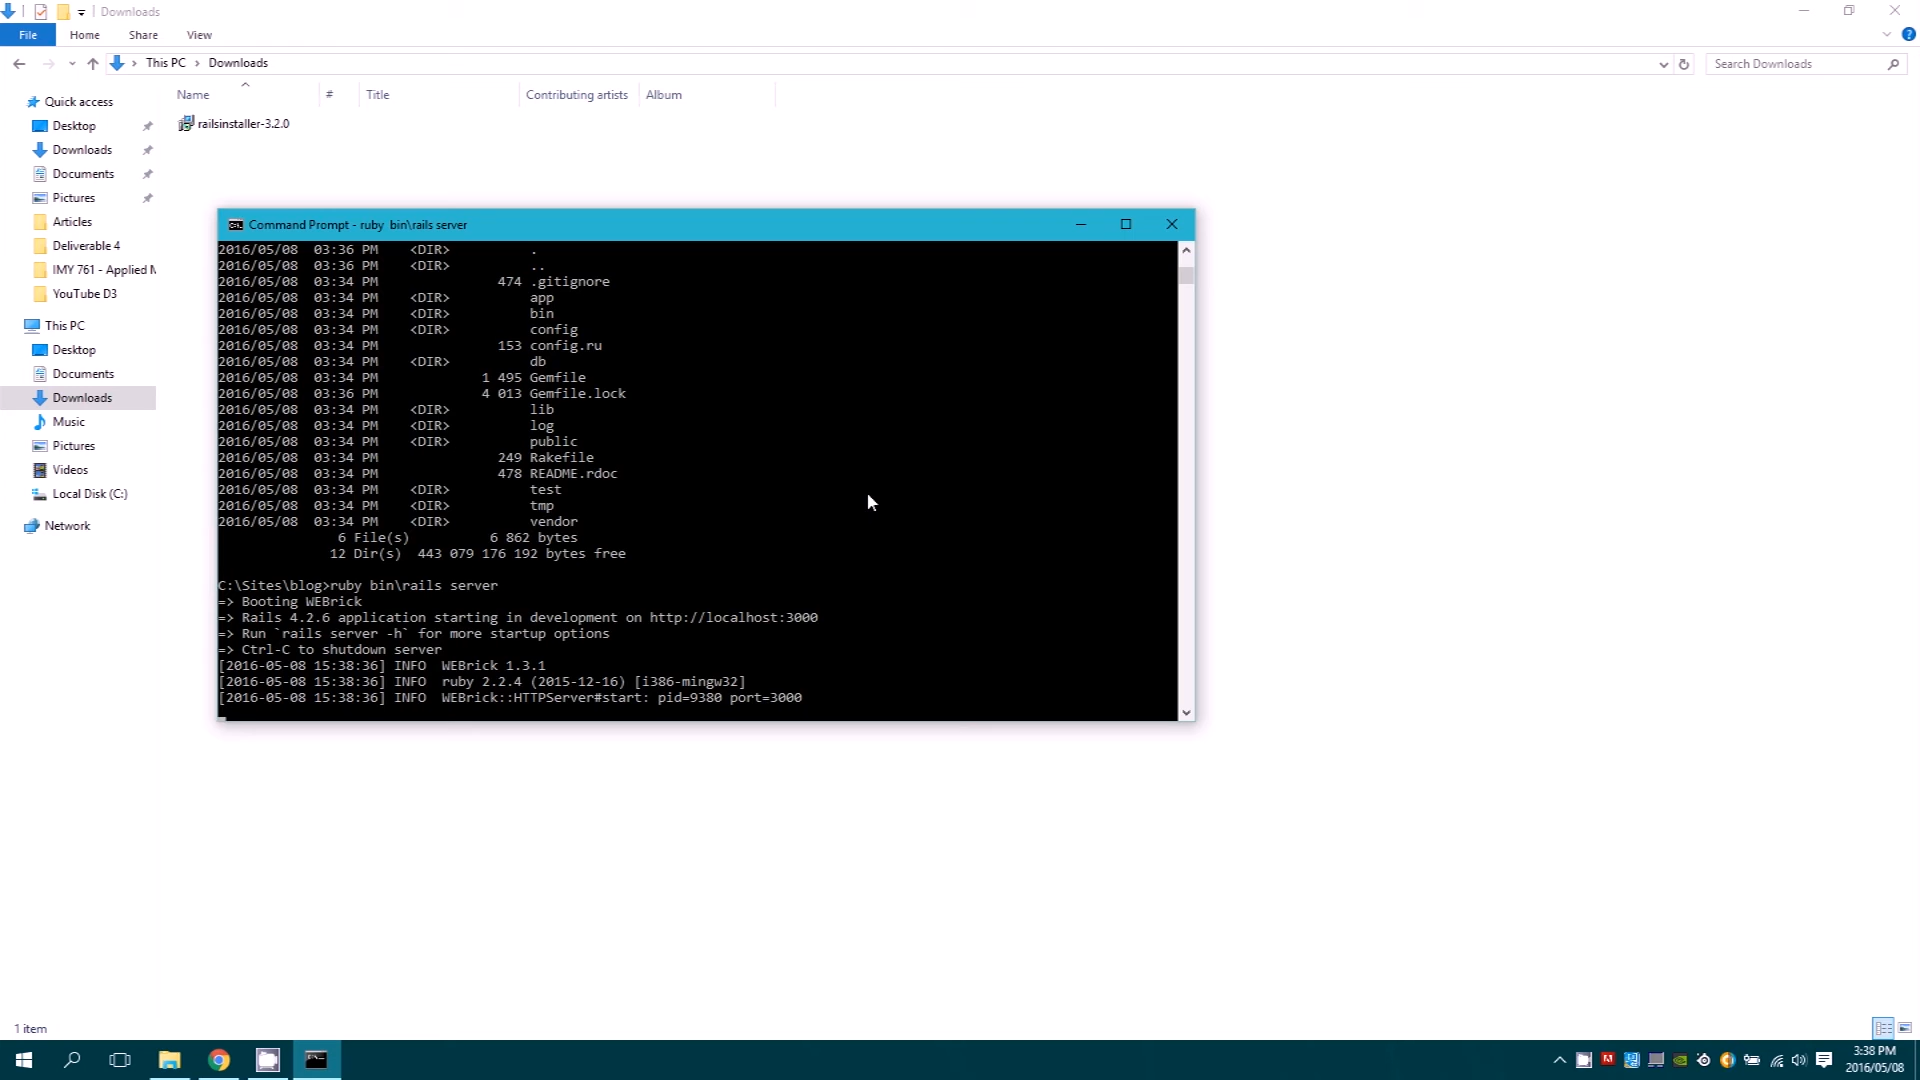 Downloads
File Home Share View
This PC > Downloads
Search Downloads
Name # Title Contributing artists Album
railsinstaller-3.2.0
Quick access
Desktop
Downloads
Documents
Pictures
Articles
Deliverable 4
IMY 761 - Applied M
YouTube D3
This PC
Desktop
Documents
Downloads
Music
Pictures
Videos
Local Disk (C:)
Network
Command Prompt - ruby bin\rails server
2016/05/08 03:36 PM <DIR> .
2016/05/08 03:36 PM <DIR> ..
2016/05/08 03:34 PM 474 .gitignore
2016/05/08 03:34 PM <DIR> app
2016/05/08 03:34 PM <DIR> bin
2016/05/08 03:34 PM <DIR> config
2016/05/08 03:34 PM 153 config.ru
2016/05/08 03:34 PM <DIR> db
2016/05/08 03:34 PM 1 495 Gemfile
2016/05/08 03:36 PM 4 013 Gemfile.lock
2016/05/08 03:34 PM <DIR> lib
2016/05/08 03:34 PM <DIR> log
2016/05/08 03:34 PM <DIR> public
2016/05/08 03:34 PM 249 Rakefile
2016/05/08 03:34 PM 478 README.rdoc
2016/05/08 03:34 PM <DIR> test
2016/05/08 03:34 PM <DIR> tmp
2016/05/08 03:34 PM <DIR> vendor
6 File(s) 6 862 bytes
12 Dir(s) 443 079 176 192 bytes free
C:\Sites\blog>ruby bin\rails server
=> Booting WEBrick
=> Rails 4.2.6 application starting in development on http://localhost:3000
=> Run `rails server -h` for more startup options
=> Ctrl-C to shutdown server
[2016-05-08 15:38:36] INFO WEBrick 1.3.1
[2016-05-08 15:38:36] INFO ruby 2.2.4 (2015-12-16) [i386-mingw32]
[2016-05-08 15:38:36] INFO WEBrick::HTTPServer#start: pid=9380 port=3000
1 item
3:38 PM
2016/05/08